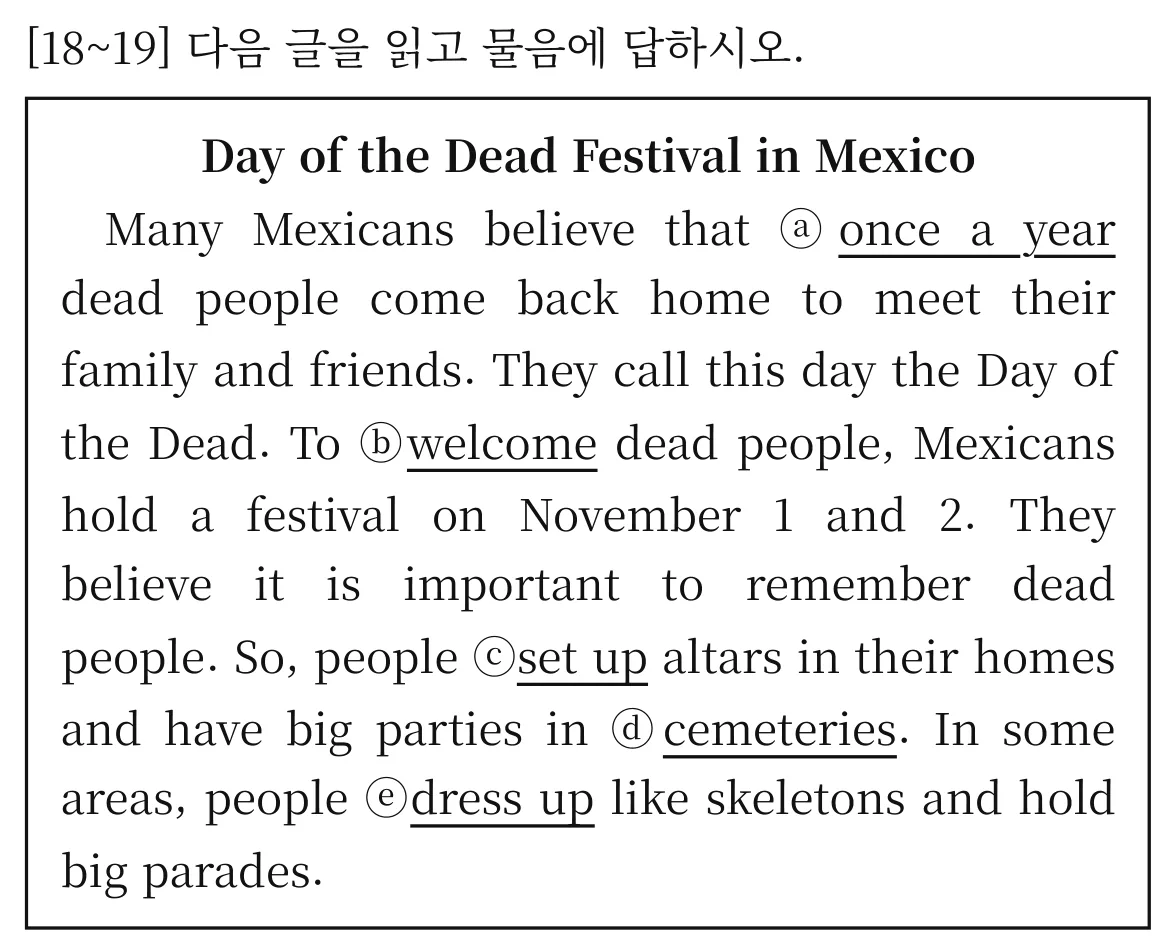 [18~19] 다음 글을 읽고 물음에 답하시오.
Day of the Dead Festival in Mexico
Many Mexicans believe that ⓐ once a year
dead people come back home to meet their
family and friends. They call this day the Day of
the Dead. To ⓑwelcome dead people, Mexicans
hold a festival on November 1 and 2. They
believe it is important to remember dead
people. So, people ⓒset up altars in their homes
and have big parties in ⓓ cemeteries. In some
areas, people ⓔdress up like skeletons and hold
big parades.